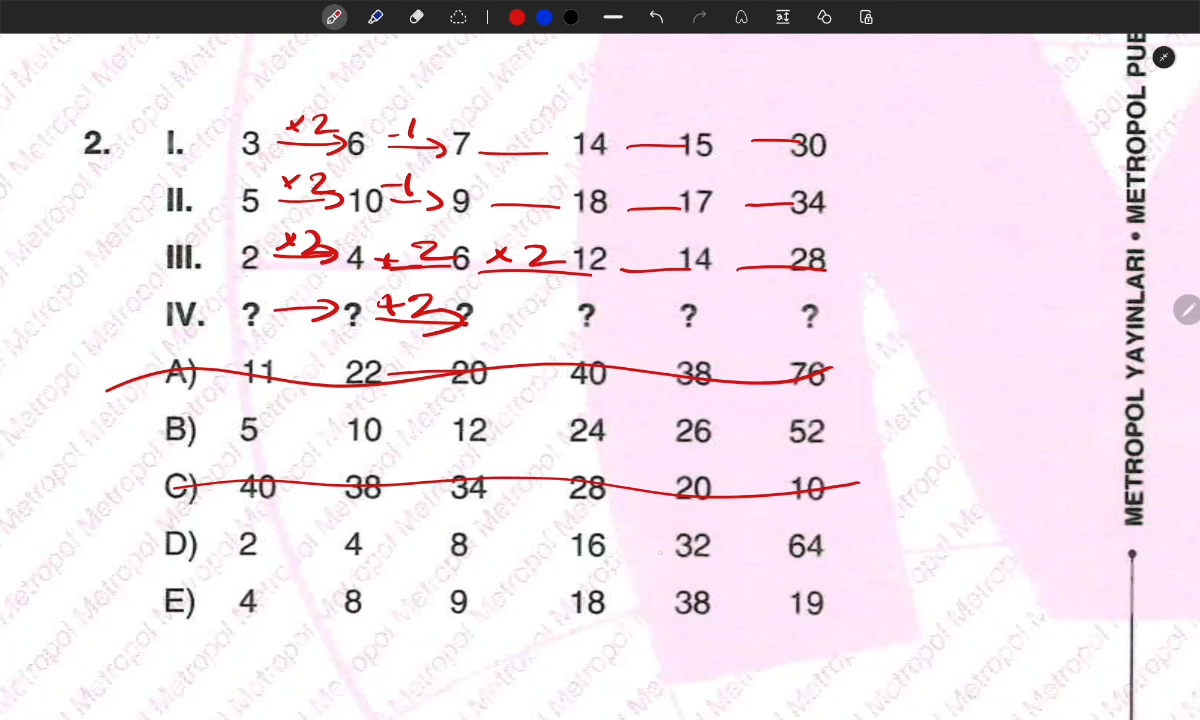 2. I. 3 ×2 6 -1 7 14 15 30
II. 5 ×2 10 -1 9 18 17 34
III. 2 ×2 4 +2 6 ×2 12 14 28
IV. ? ? +2 ? ? ? ?
A) 11 22 20 40 38 76
B) 5 10 12 24 26 52
C) 40 38 34 28 20 10
D) 2 4 8 16 32 64
E) 4 8 9 18 38 19
METROPOL YAYINLARI • METROPOL PUB